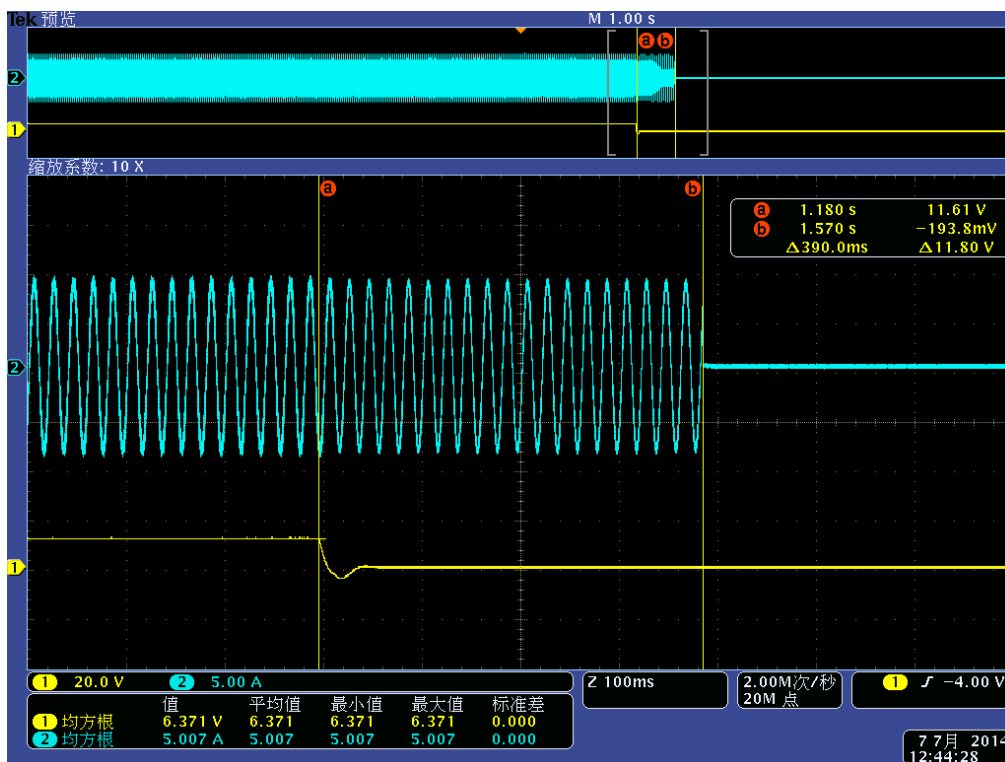 Tek 预览 M 1.00 s
a b
2
1
缩放系数: 10 X
a b
a 1.180 s 11.61 V
b 1.570 s −193.8mV
Δ390.0ms Δ11.80 V
2
1
1 20.0 V 2 5.00 A Z 100ms 2.00M次/秒 1 ∫ −4.00 V
20M 点
值 平均值 最小值 最大值 标准差
1 均方根 6.371 V 6.371 6.371 6.371 0.000
2 均方根 5.007 A 5.007 5.007 5.007 0.000
7 7月 2014
12:44:28